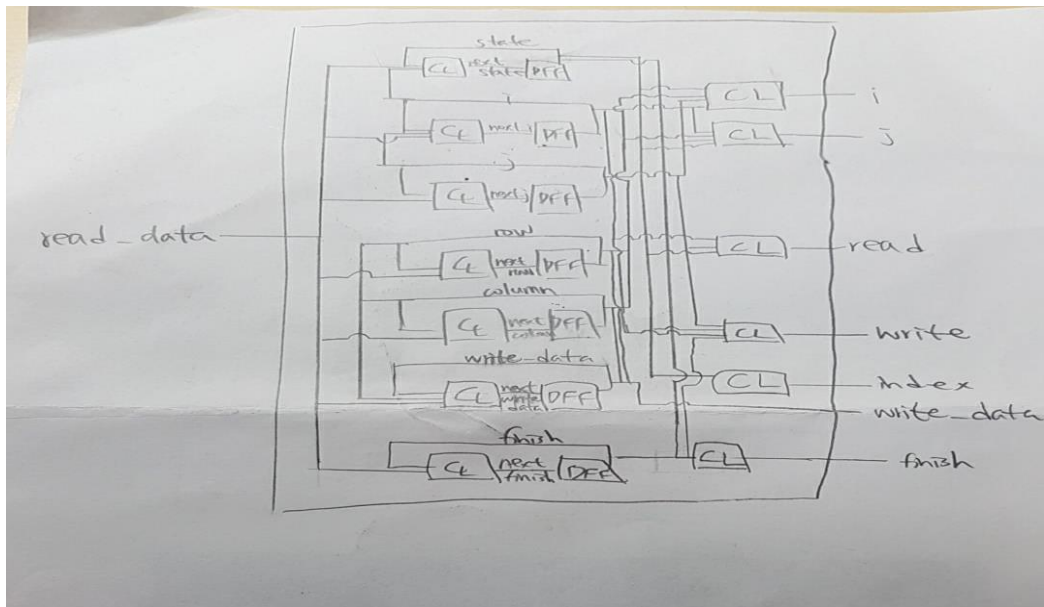 state
CL next state DFF
i
CL next i DFF
j
CL next j DFF
row
CL next row DFF
column
CL next column DFF
write_data
CL next write data DFF
finish
CL next finish DFF
read_data
CL i
CL j
CL read
CL write
CL index
write_data
CL finish